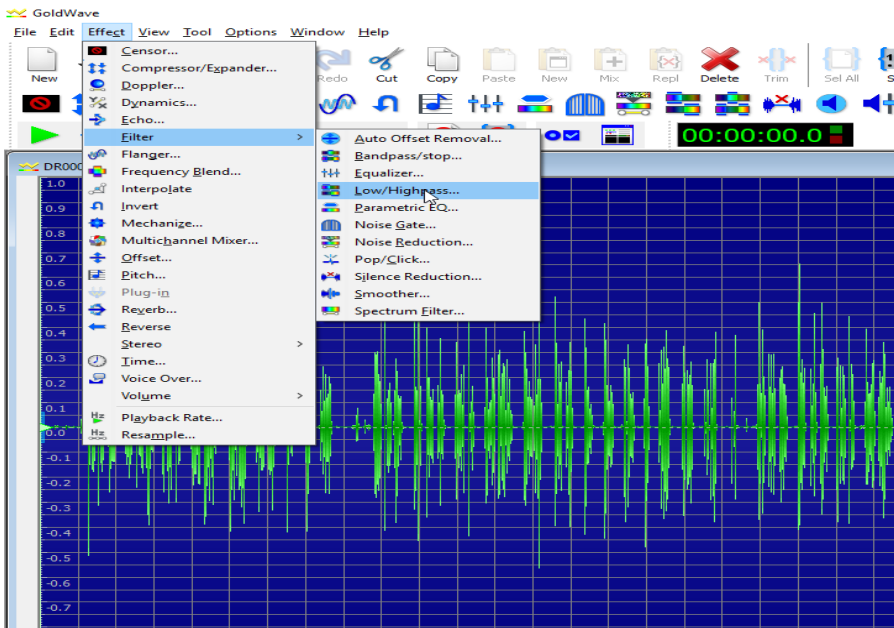 GoldWave
File Edit Effect View Tool Options Window Help
New Redo Cut Copy Paste New Mix Repl Delete Trim Sel All
00:00:00.0
DR000
Censor...
Compressor/Expander...
Doppler...
Dynamics...
Echo...
Filter >
Flanger...
Frequency Blend...
Interpolate
Invert
Mechanize...
Multichannel Mixer...
Offset...
Pitch...
Plug-in
Reverb...
Reverse
Stereo >
Time...
Voice Over...
Volume >
Hz Playback Rate...
Hz Resample...
Auto Offset Removal...
Bandpass/stop...
Equalizer...
Low/Highpass...
Parametric EQ...
Noise Gate...
Noise Reduction...
Pop/Click...
Silence Reduction...
Smoother...
Spectrum Filter...
1.0
0.9
0.8
0.7
0.6
0.5
0.4
0.3
0.2
0.1
0.0
-0.1
-0.2
-0.3
-0.4
-0.5
-0.6
-0.7